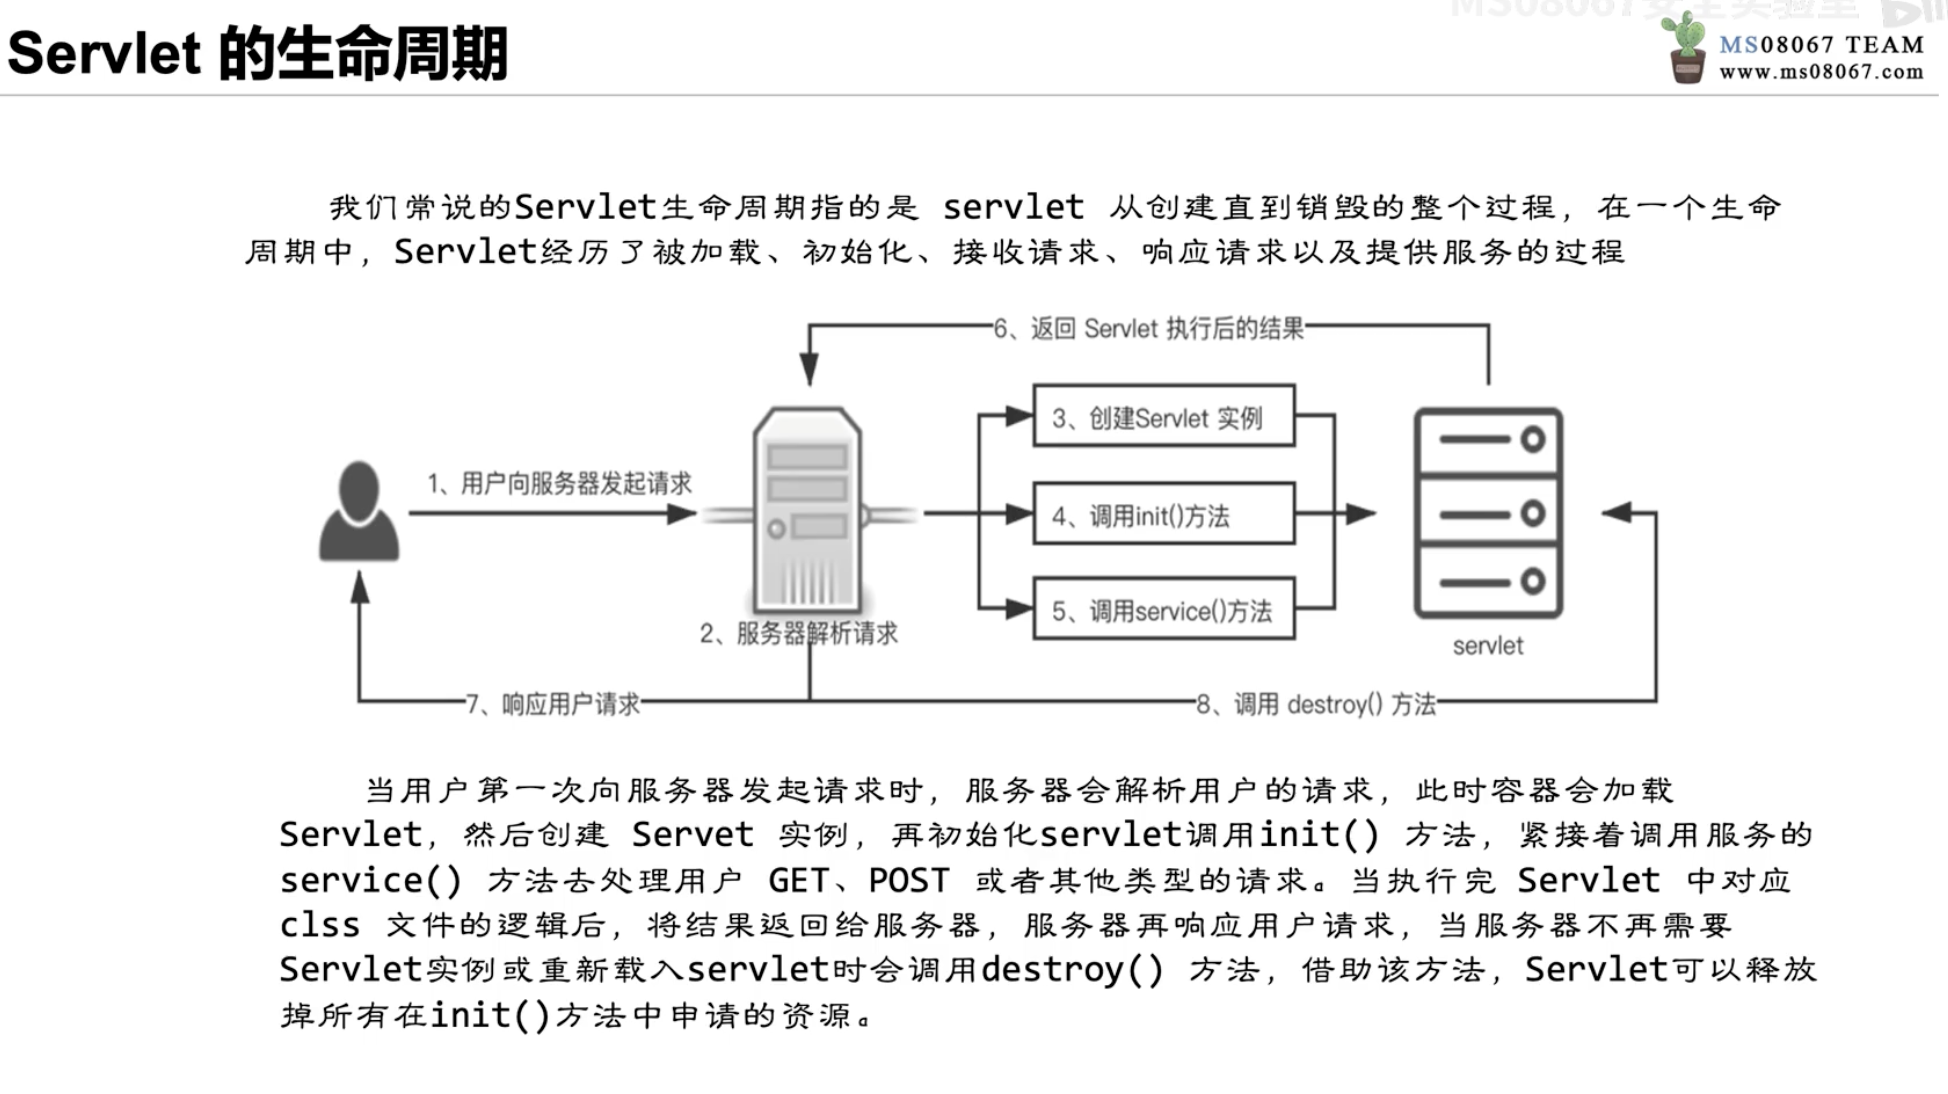 MS08067安全实验室
Servlet 的生命周期
MS08067 TEAM
www.ms08067.com
我们常说的Servlet生命周期指的是 servlet 从创建直到销毁的整个过程，在一个生命
周期中，Servlet经历了被加载、初始化、接收请求、响应请求以及提供服务的过程
6、返回 Servlet 执行后的结果
3、创建Servlet 实例
1、用户向服务器发起请求
4、调用init()方法
5、调用service()方法
2、服务器解析请求
servlet
7、响应用户请求
8、调用 destroy() 方法
当用户第一次向服务器发起请求时，服务器会解析用户的请求，此时容器会加载
Servlet，然后创建 Servet 实例，再初始化servlet调用init() 方法，紧接着调用服务的
service() 方法去处理用户 GET、POST 或者其他类型的请求。当执行完 Servlet 中对应
clss 文件的逻辑后，将结果返回给服务器，服务器再响应用户请求，当服务器不再需要
Servlet实例或重新载入servlet时会调用destroy() 方法，借助该方法，Servlet可以释放
掉所有在init()方法中申请的资源。